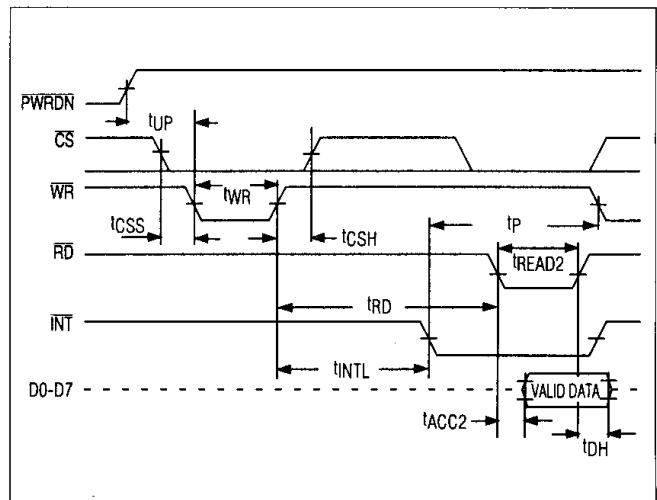 PWRDN
tUP
CS
WR
tWR
tCSS
tCSH
tP
RD
tREAD2
tRD
INT
tINTL
D0-D7
VALID DATA
tACC2
tDH